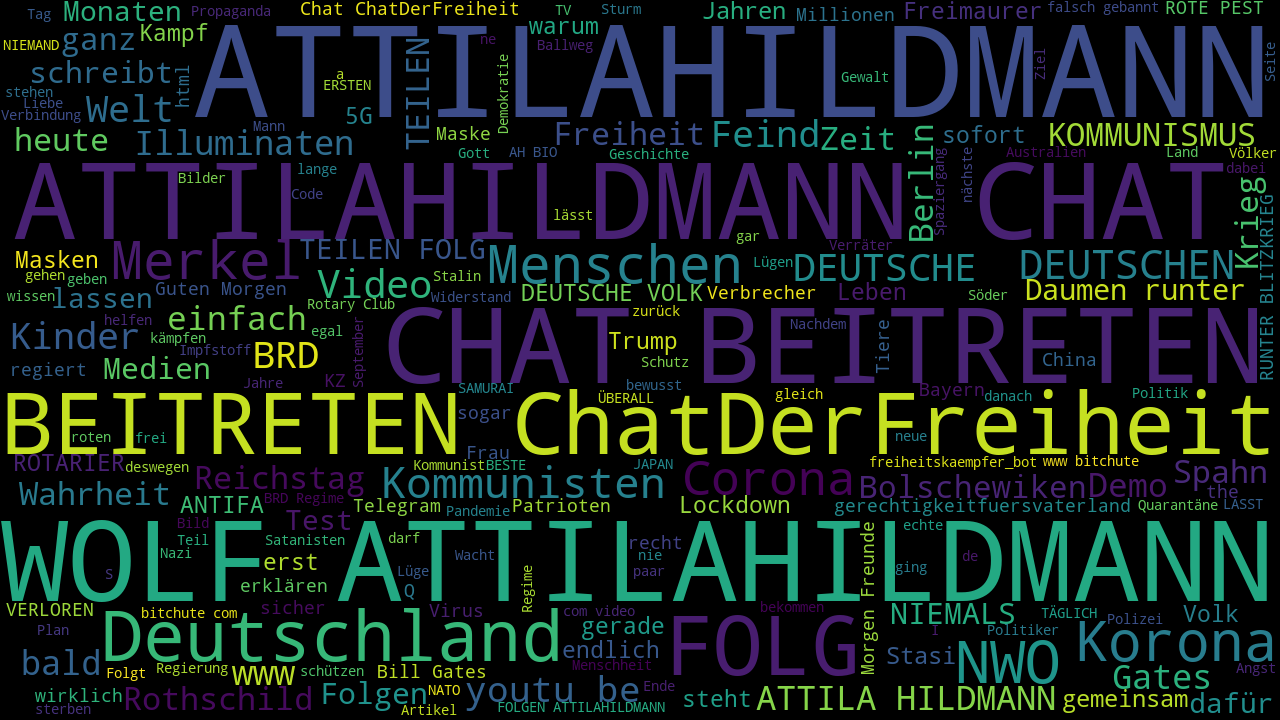 Tag Monaten Propaganda Chat ChatDerFreiheit TV Sturm Jahren Millionen Freimaurer falsch gebannt ROTE PEST
NIEMAND ganz Kampf warum
ATTILAHILDMANN
ne Ballweg Ziel Seite
schreibt html TEILEN a ERSTEN Demokratie Gewalt
stehen Liebe Verbindung Welt 5G
heute Illuminaten Mann Maske Freiheit Feind Zeit sofort KOMMUNISMUS
Gott AH BIO Geschichte Berlin Australien Land Völker
ATTILAHILDMANN CHAT
Bilder lange Code lässt Spaziergang nächste dabei Krieg
gar Verräter
Masken Merkel TEILEN FOLG Menschen Lügen DEUTSCHE DEUTSCHEN RUNTER BLITZKRIEG
gehen geben Video Stalin
wissen lassen Guten Morgen Rotary Club Widerstand DEUTSCHE VOLK Verbrecher Leben Söder Daumen runter
helfen einfach CHAT BEITRETEN zurück
Kinder kämpfen egal Trump Nachdem Tiere
regiert Medien Impfstoff BRD September Schutz China
Jahre KZ SAMURAI bewusst Bayern Politik
BEITRETEN ChatDerFreiheit
ÜBERALL gleich danach
roten frei sogar neue
Frau
ROTARIER deswegen Reichstag Kommunist BESTE JAPAN Corona freiheitskaempfer_bot www bitchute Spahn
Wahrheit Kommunisten Bolschewiken Demo the
ANTIFA BRD Regime Telegram Pandemie Patrioten Lockdown gerechtigkeitfuersvaterland Quarantäne LÄSST
Bild Test echte
WOLF ATTILAHILDMANN
Teil Satanisten darf recht
Nazi erst Wacht nie de
S erklären Lüge Q paar ging
Regime
VERLOREN bitchute com sicher Virus com video bekommen Morgen Freunde NIEMALS TÄGLICH Polizei Volk
Plan Deutschland gerade FOLG I Politiker Korona
bald endlich Stasi NWO
Folgt Regierung www schützen Bill Gates Menschheit Gates Angst
wirklich Rothschild Folgen NATO youtu be Ende steht ATTILA HILDMANN gemeinsam dafür
sterben Artikel FOLGEN ATTILAHILDMANN